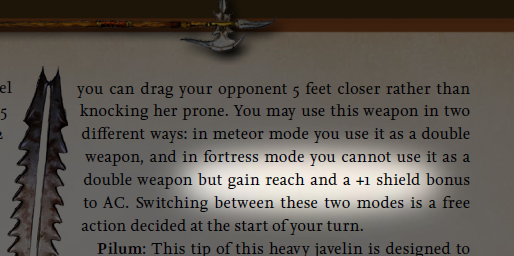 el
you can drag your opponent 5 feet closer rather than
5
knocking her prone. You may use this weapon in two
different ways: in meteor mode you use it as a double
weapon, and in fortress mode you cannot use it as a
double weapon but gain reach and a +1 shield bonus
to AC. Switching between these two modes is a free
action decided at the start of your turn.
Pilum: This tip of this heavy javelin is designed to